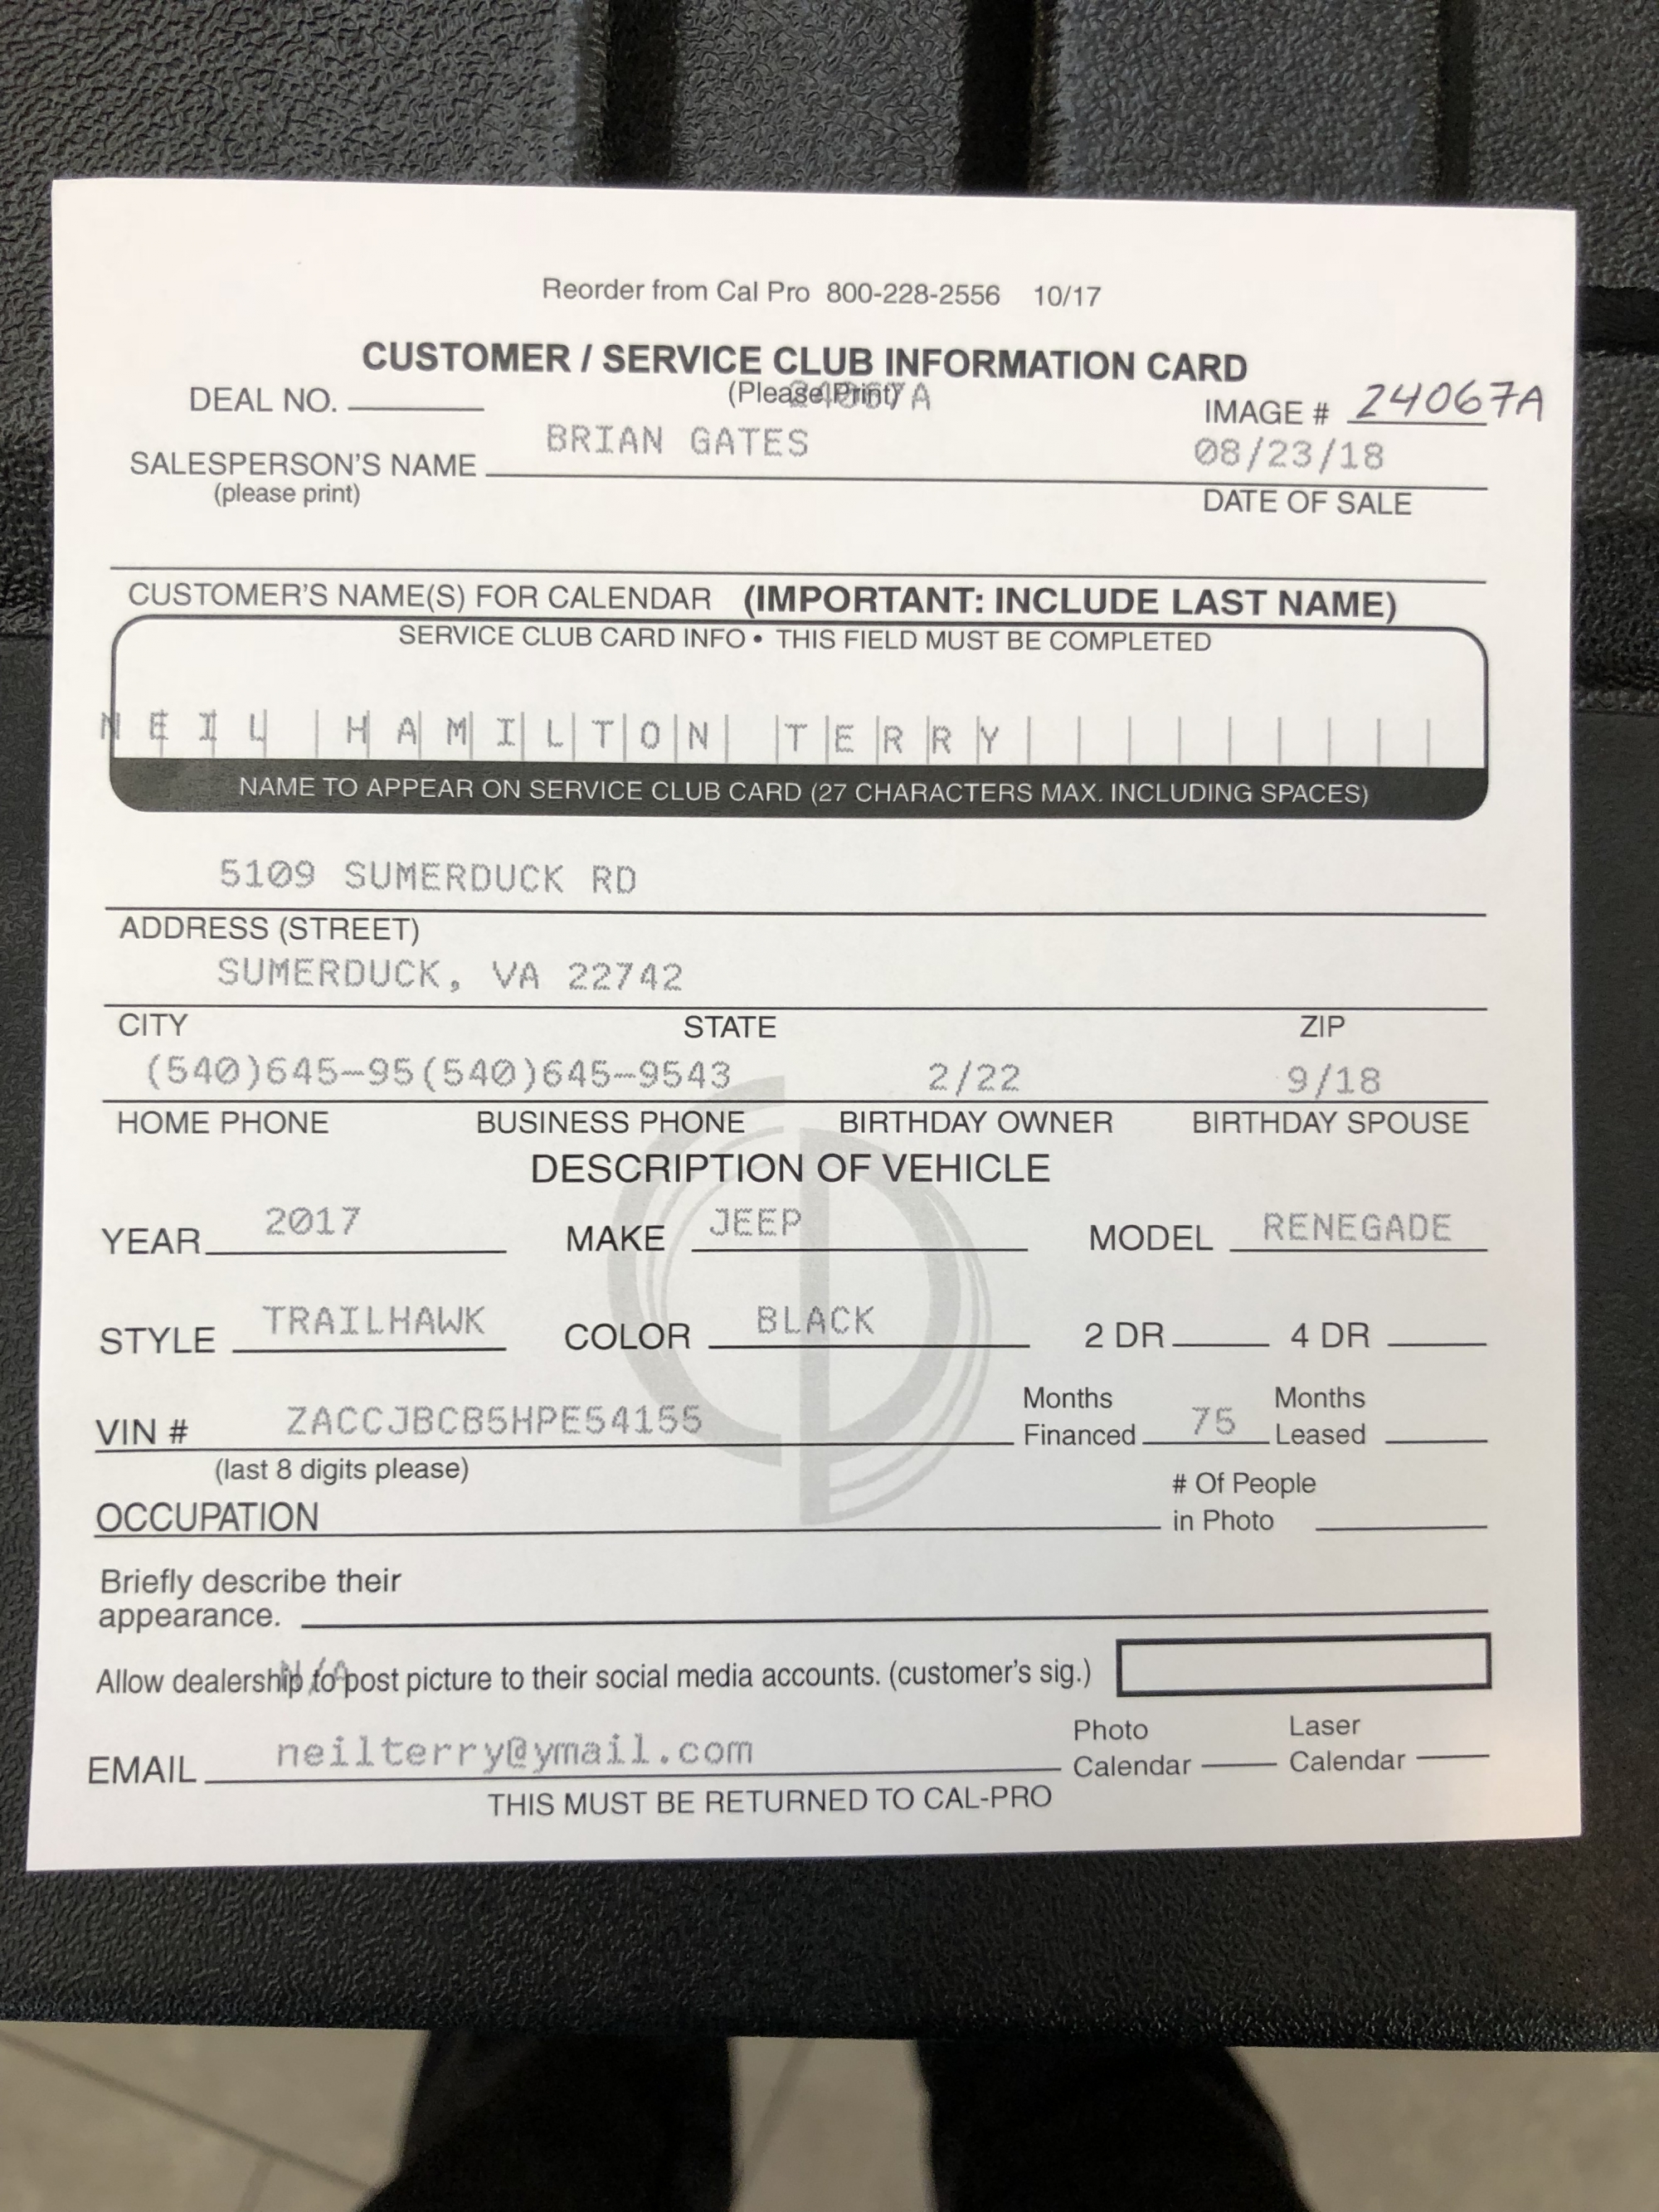 Reorder from Cal Pro 800-228-2556 10/17
CUSTOMER / SERVICE CLUB INFORMATION CARD
(Please Print) 24067A
DEAL NO. IMAGE # 24067A
BRIAN GATES 08/23/18
SALESPERSON'S NAME
(please print) DATE OF SALE
CUSTOMER'S NAME(S) FOR CALENDAR (IMPORTANT: INCLUDE LAST NAME)
SERVICE CLUB CARD INFO • THIS FIELD MUST BE COMPLETED
NEIL HAMILTON TERRY
NAME TO APPEAR ON SERVICE CLUB CARD (27 CHARACTERS MAX. INCLUDING SPACES)
5109 SUMERDUCK RD
ADDRESS (STREET)
SUMERDUCK, VA 22742
CITY STATE ZIP
(540)645-95(540)645-9543 2/22 9/18
HOME PHONE BUSINESS PHONE BIRTHDAY OWNER BIRTHDAY SPOUSE
DESCRIPTION OF VEHICLE
YEAR 2017 MAKE JEEP MODEL RENEGADE
STYLE TRAILHAWK COLOR BLACK 2 DR 4 DR
VIN # ZACCJBCB5HPE54155 Months Financed 75 Months Leased
(last 8 digits please)
OCCUPATION # Of People in Photo
Briefly describe their
appearance.
N/A
Allow dealership to post picture to their social media accounts. (customer's sig.)
EMAIL neilterry@ymail.com Photo Calendar Laser Calendar
THIS MUST BE RETURNED TO CAL-PRO